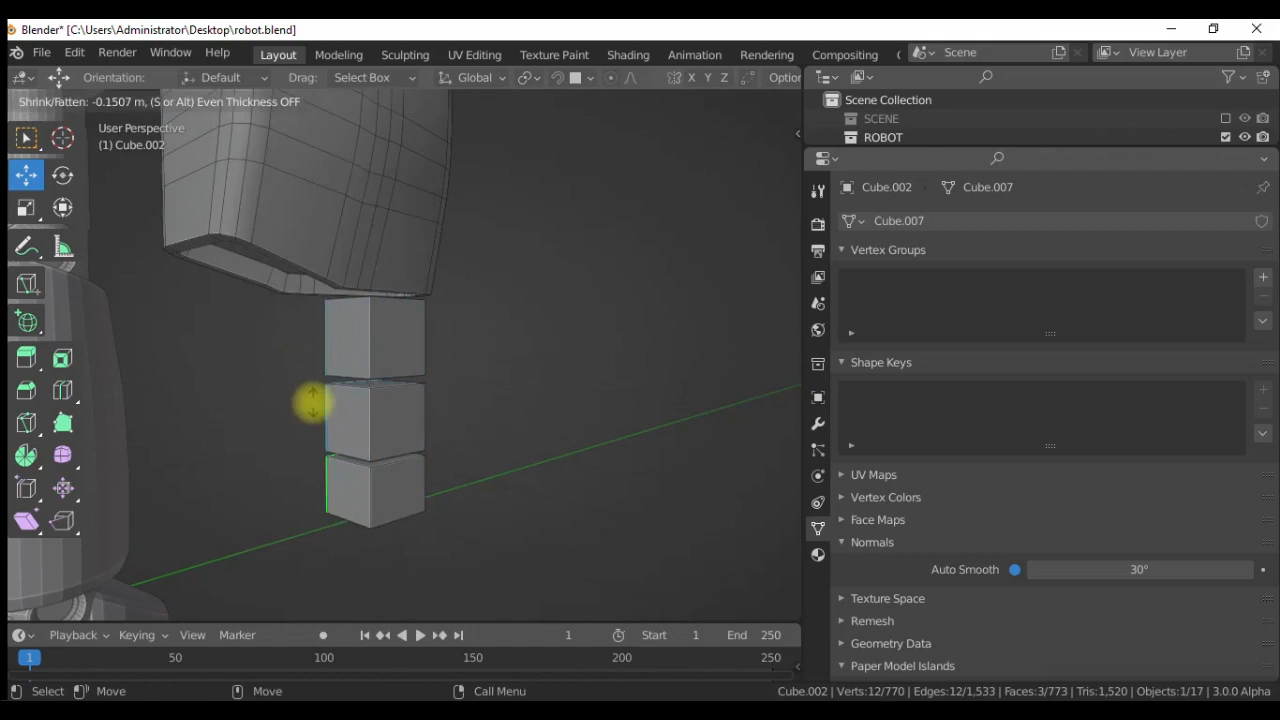 Blender* [C:\Users\Administrator\Desktop\robot.blend]
File Edit Render Window Help Layout Modeling Sculpting UV Editing Texture Paint Shading Animation Rendering Compositing Scene View Layer
Orientation: Default Drag: Select Box Global X Y Z Option
Shrink/Fatten: -0.1507 m, (S or Alt) Even Thickness OFF
Scene Collection
SCENE
ROBOT
User Perspective
(1) Cube.002
Cube.002 Cube.007
Cube.007
Vertex Groups
Shape Keys
UV Maps
Vertex Colors
Face Maps
Normals
Auto Smooth 30°
Texture Space
Remesh
Geometry Data
Paper Model Islands
Playback Keying View Marker 1 Start 1 End 250
1 50 100 150 200 250
Select Move Move Call Menu Cube.002 | Verts:12/770 | Edges:12/1,533 | Faces:3/773 | Tris:1,520 | Objects:1/17 | 3.0.0 Alpha